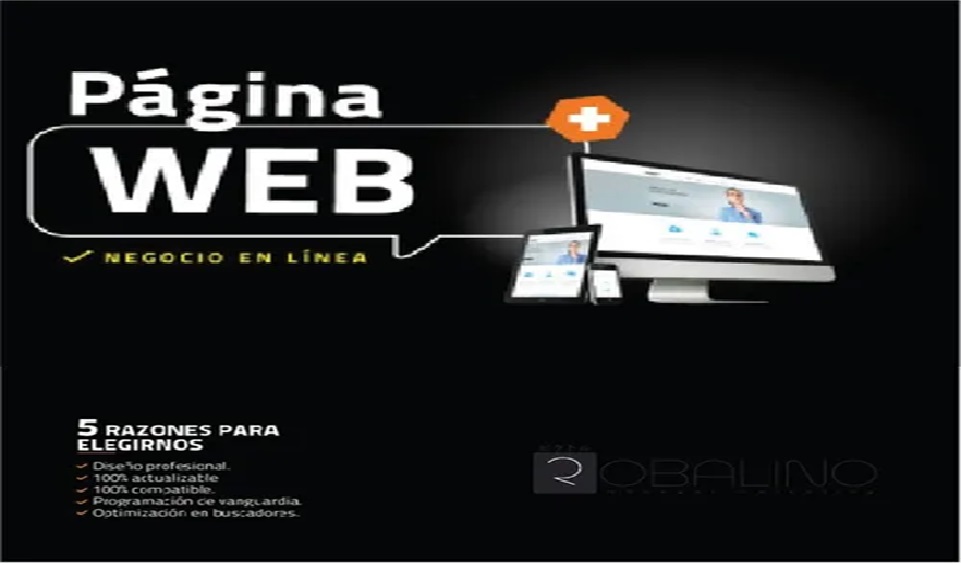 Página
WEB
NEGOCIO EN LÍNEA
5 RAZONES PARA
ELEGIRNOS
Diseño profesional.
100% actualizable
100% compatible.
Programación de vanguardia.
Optimización en buscadores.
ROBALINO